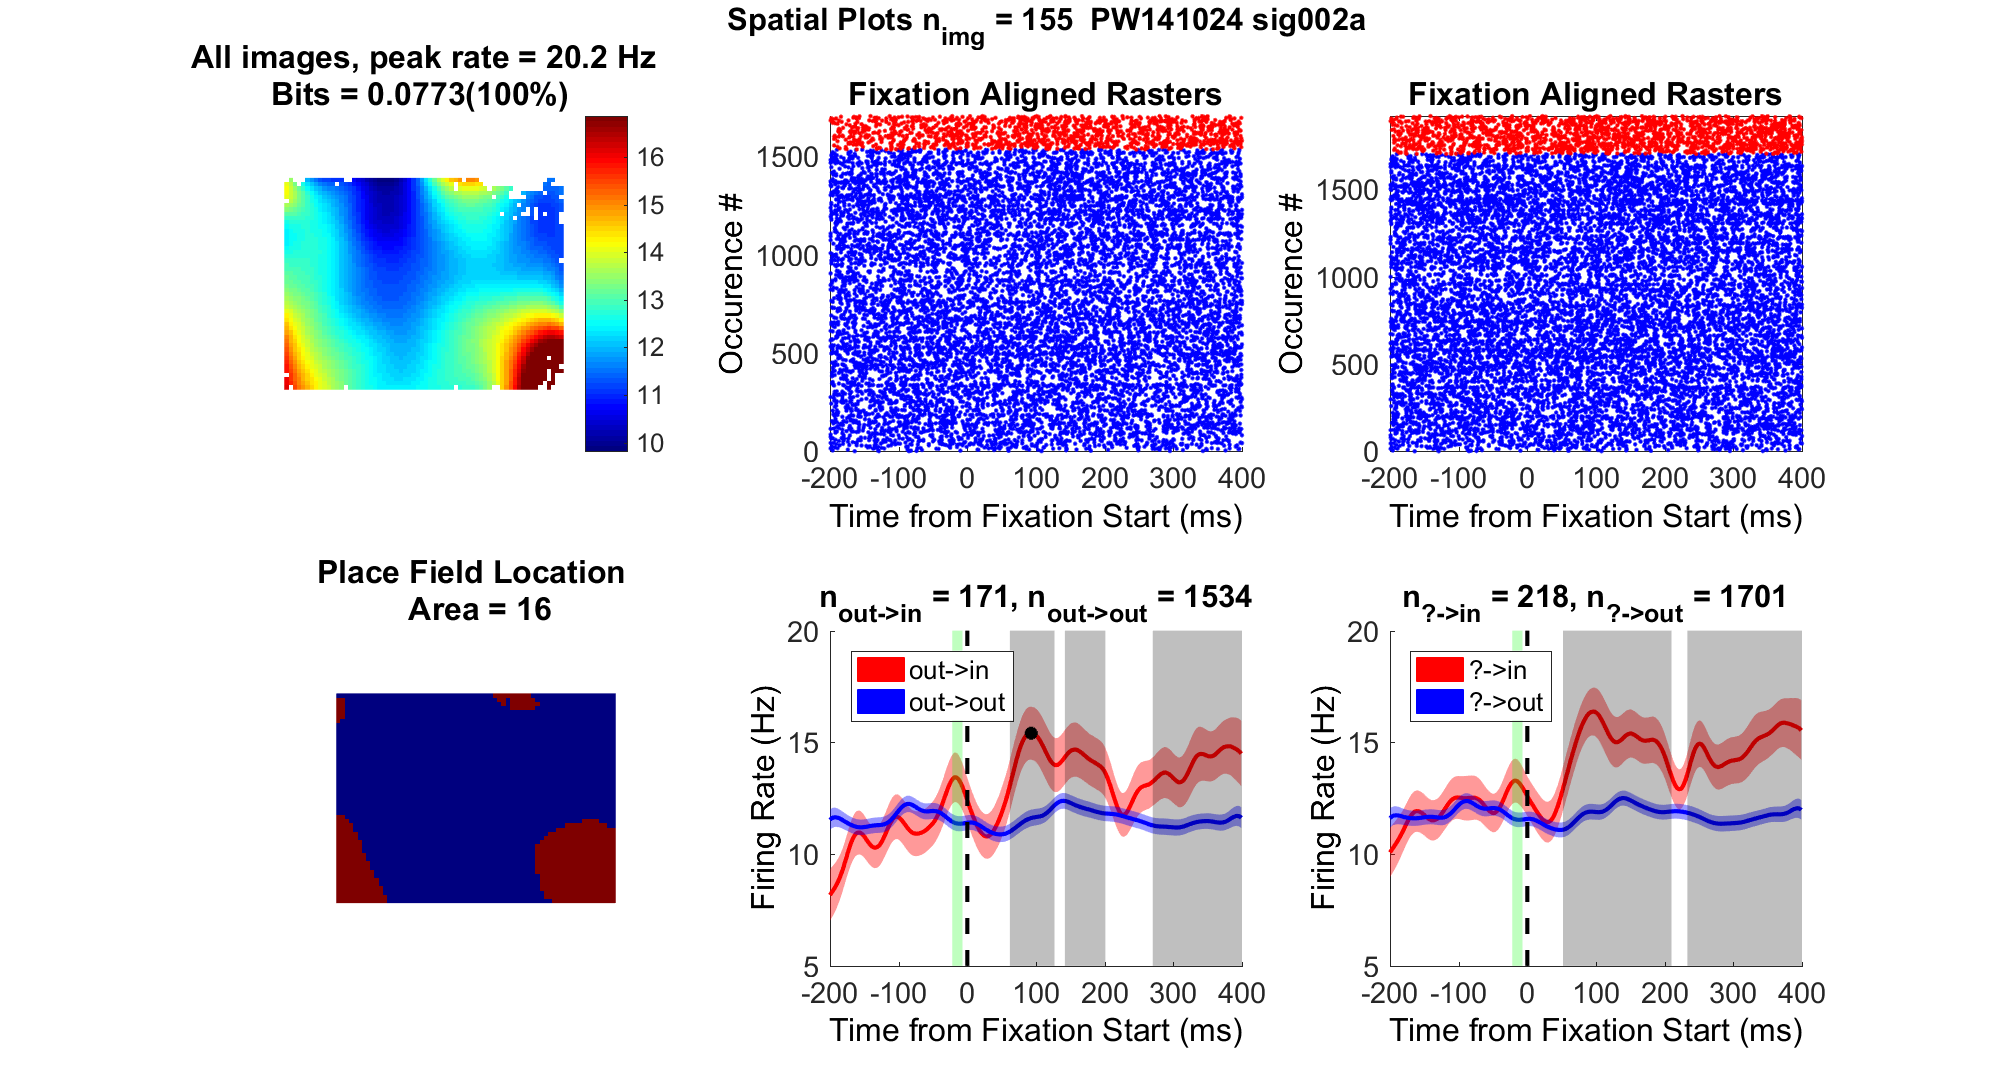 Spatial Plots n_img = 155  PW141024 sig002a
All images, peak rate = 20.2 Hz
Bits = 0.0773(100%)
16
15
14
13
12
11
10
Fixation Aligned Rasters
Occurence #
1500
1000
500
0
-200 -100 0 100 200 300 400
Time from Fixation Start (ms)
Fixation Aligned Rasters
Occurence #
1500
1000
500
0
-200 -100 0 100 200 300 400
Time from Fixation Start (ms)
Place Field Location
Area = 16
n_out->in = 171, n_out->out = 1534
Firing Rate (Hz)
20
15
10
5
out->in
out->out
-200 -100 0 100 200 300 400
Time from Fixation Start (ms)
n_?->in = 218, n_?->out = 1701
Firing Rate (Hz)
20
15
10
5
?->in
?->out
-200 -100 0 100 200 300 400
Time from Fixation Start (ms)